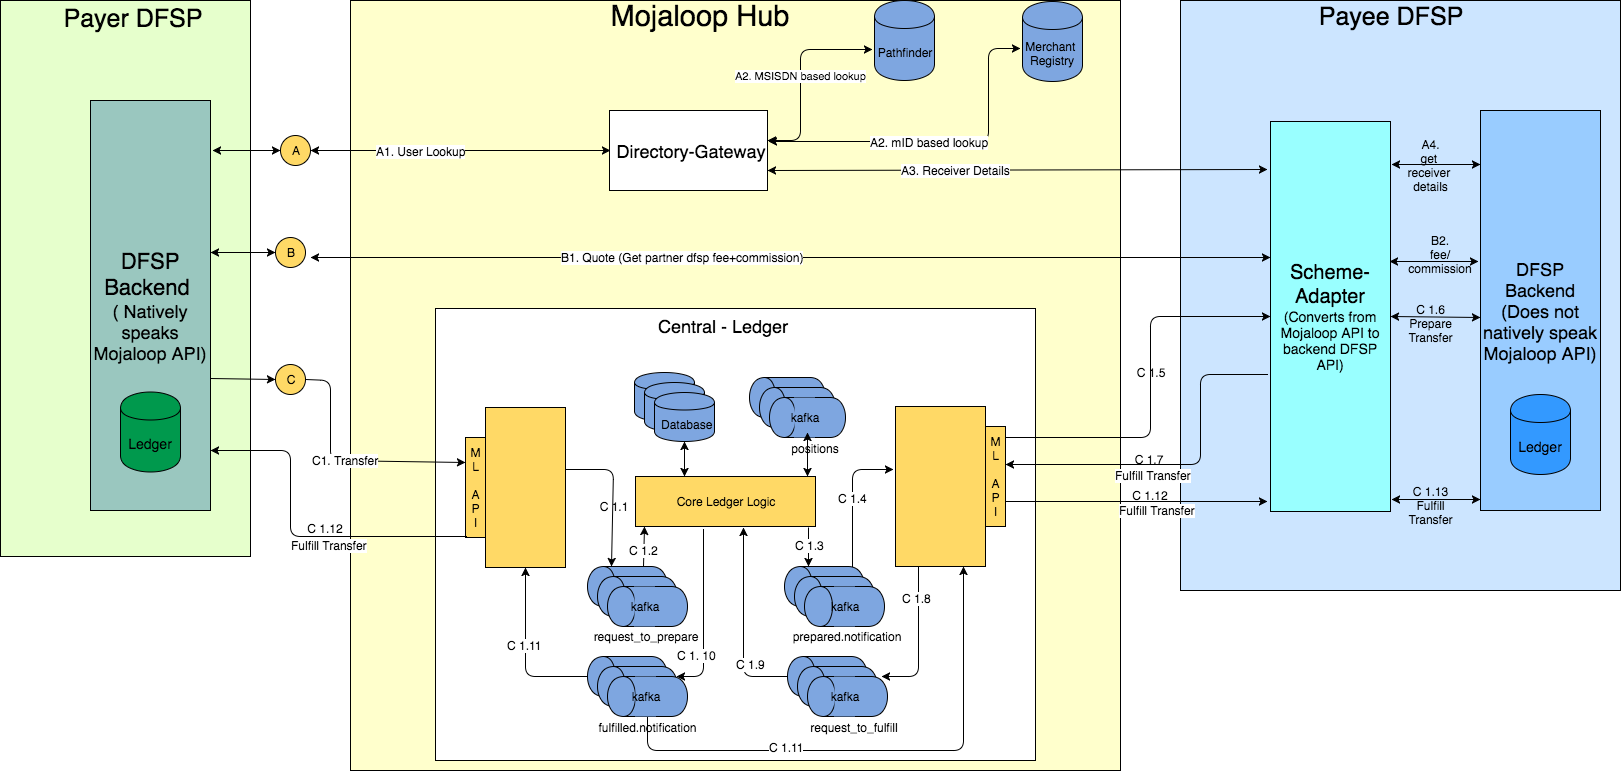 Payer DFSP
Mojaloop Hub
Payee DFSP
Pathfinder
Merchant
Registry
A2. MSISDN based lookup
A
A1. User Lookup
Directory-Gateway
A2. mID based lookup
A3. Receiver Details
A4.
get
receiver
details
DFSP
Backend
( Natively
speaks
Mojaloop API)
Ledger
B
B1. Quote (Get partner dfsp fee+commission)
B2.
fee/
commission
Scheme-
Adapter
(Converts from
Mojaloop API to
backend DFSP
API)
DFSP
Backend
(Does not
natively speak
Mojaloop API)
Ledger
C 1.6
Prepare
Transfer
C 1.13
Fulfill
Transfer
C
C1. Transfer
C 1.12
Fulfill Transfer
Central - Ledger
M
L
A
P
I
Database
kafka
positions
Core Ledger Logic
C 1.1
C 1.2
C 1.3
C 1.4
M
L
A
P
I
C 1.5
C 1.7
Fulfill Transfer
C 1.12
Fulfill Transfer
kafka
request_to_prepare
kafka
prepared.notification
C 1.8
C 1.11
C 1. 10
C 1.9
kafka
fulfilled.notification
kafka
request_to_fulfill
C 1.11